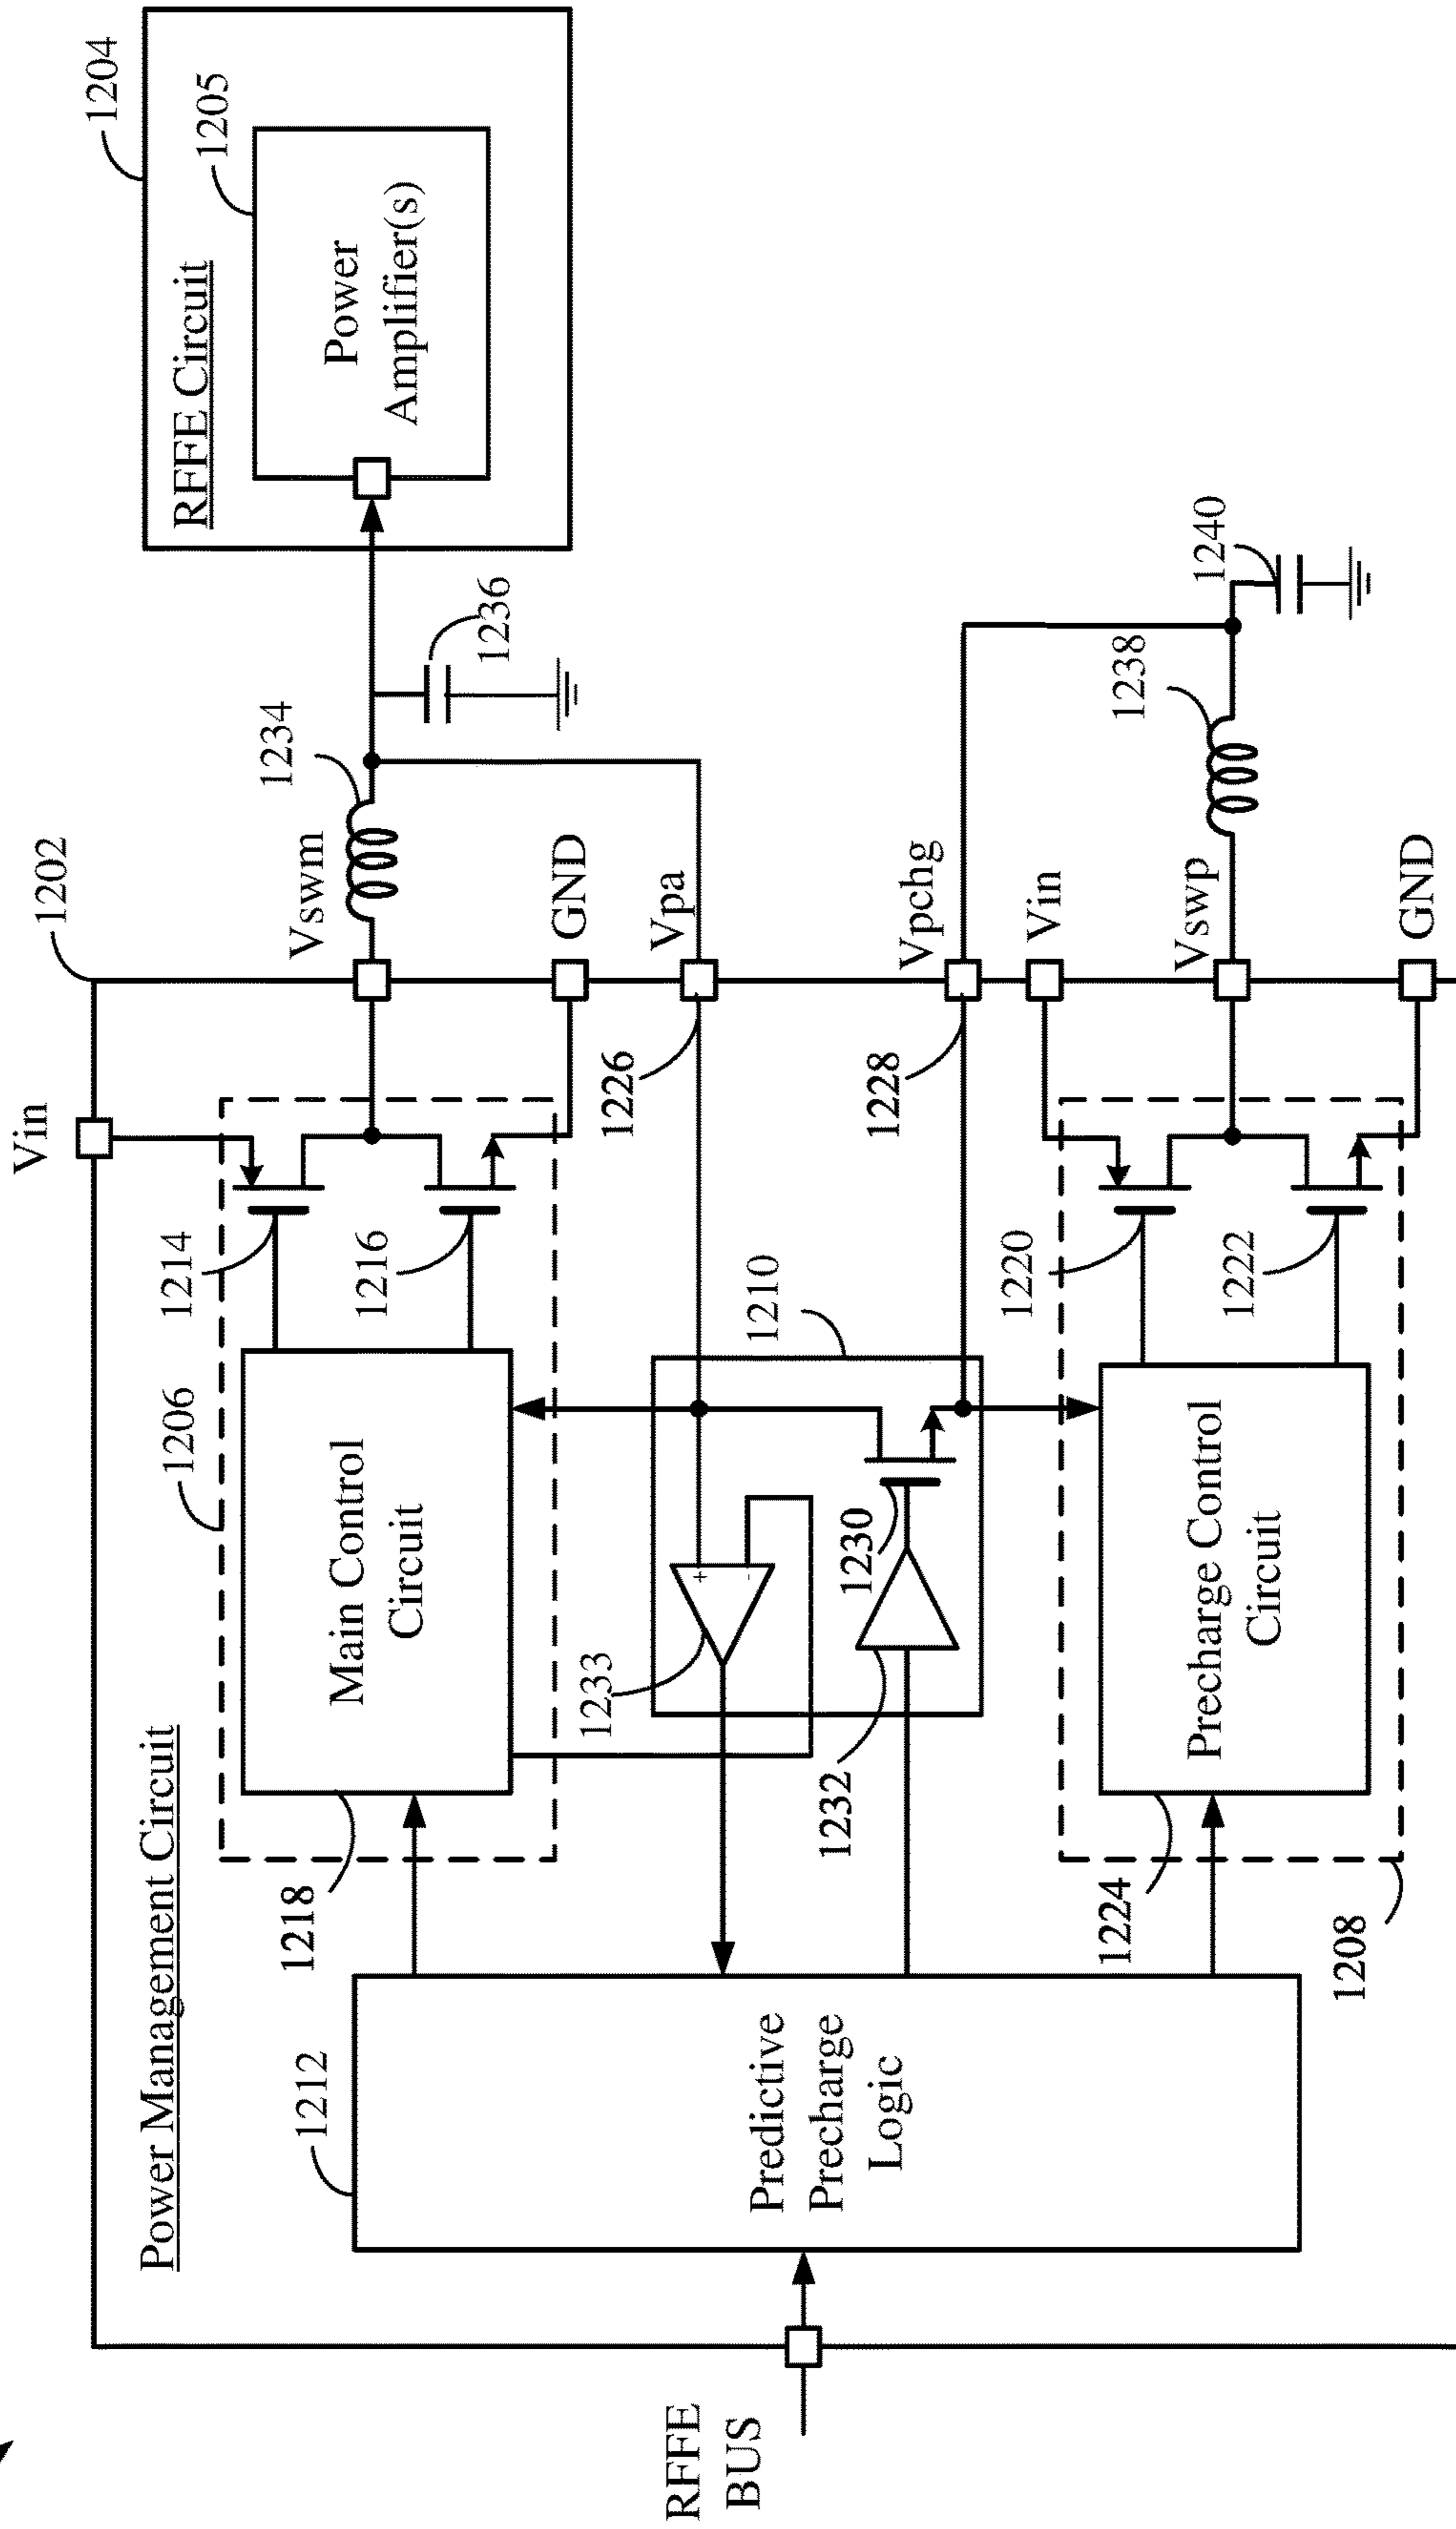 Power Management Circuit
1202
Vin
RFFE Circuit
1204
1205
Power
Amplifier(s)
1206
Main Control
Circuit
1218
1214
1216
Vswm
1234
1236
GND
1226
Vpa
1212
Predictive
Precharge
Logic
RFFE
BUS
1233
+
-
1210
1230
1232
1228
Vpchg
Vin
1220
1222
Precharge Control
Circuit
1224
1208
Vswp
1238
1240
GND